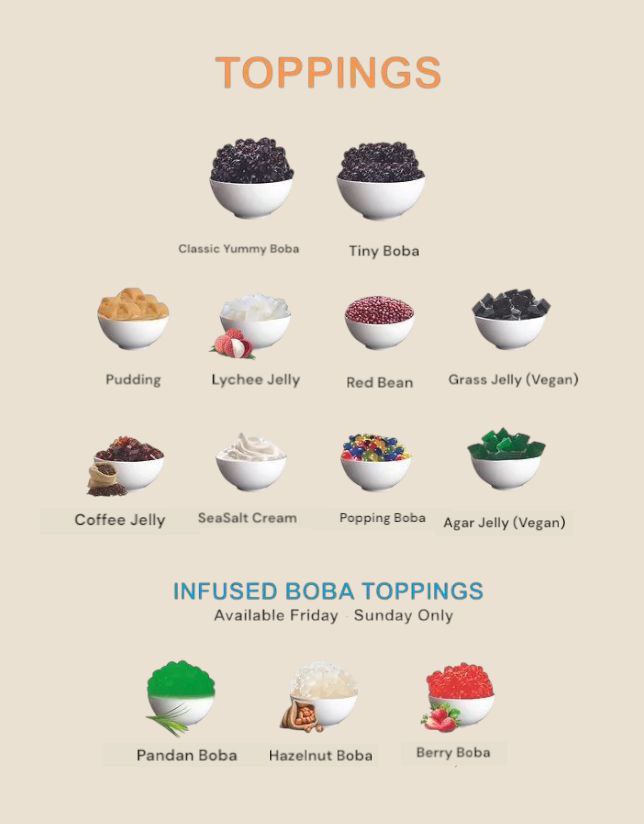 TOPPINGS
Classic Yummy Boba Tiny Boba
Pudding Lychee Jelly Red Bean Grass Jelly (Vegan)
Coffee Jelly SeaSalt Cream Popping Boba Agar Jelly (Vegan)
INFUSED BOBA TOPPINGS
Available Friday - Sunday Only
Pandan Boba Hazelnut Boba Berry Boba